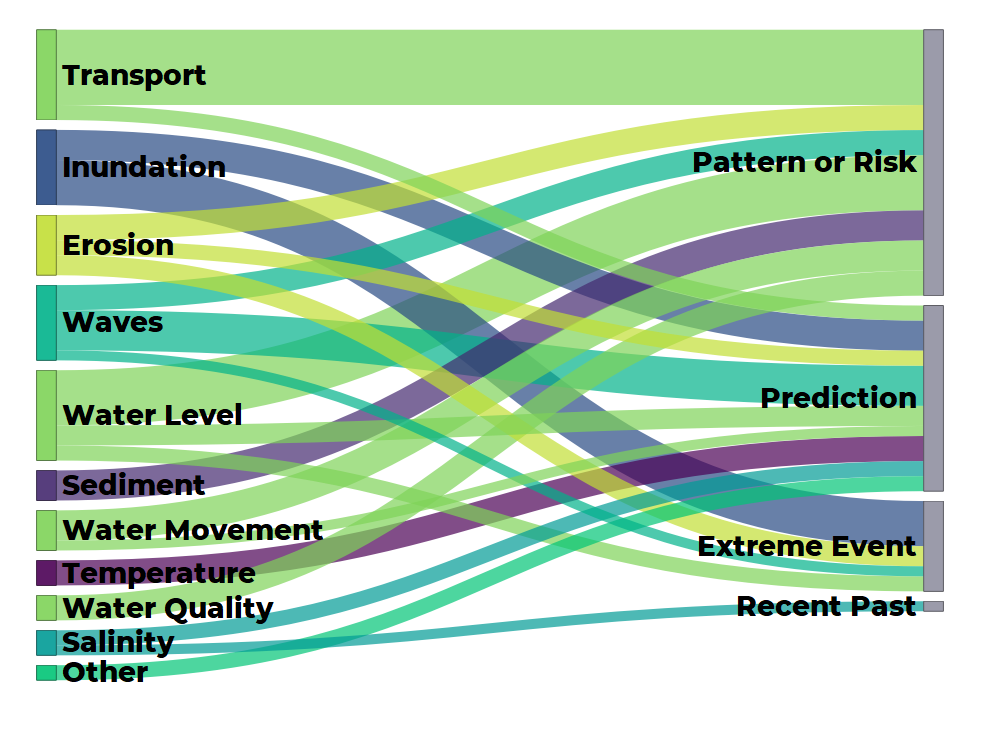 Transport
Inundation
Erosion
Waves
Water Level
Sediment
Water Movement
Temperature
Water Quality
Salinity
Other
Pattern or Risk
Prediction
Extreme Event
Recent Past